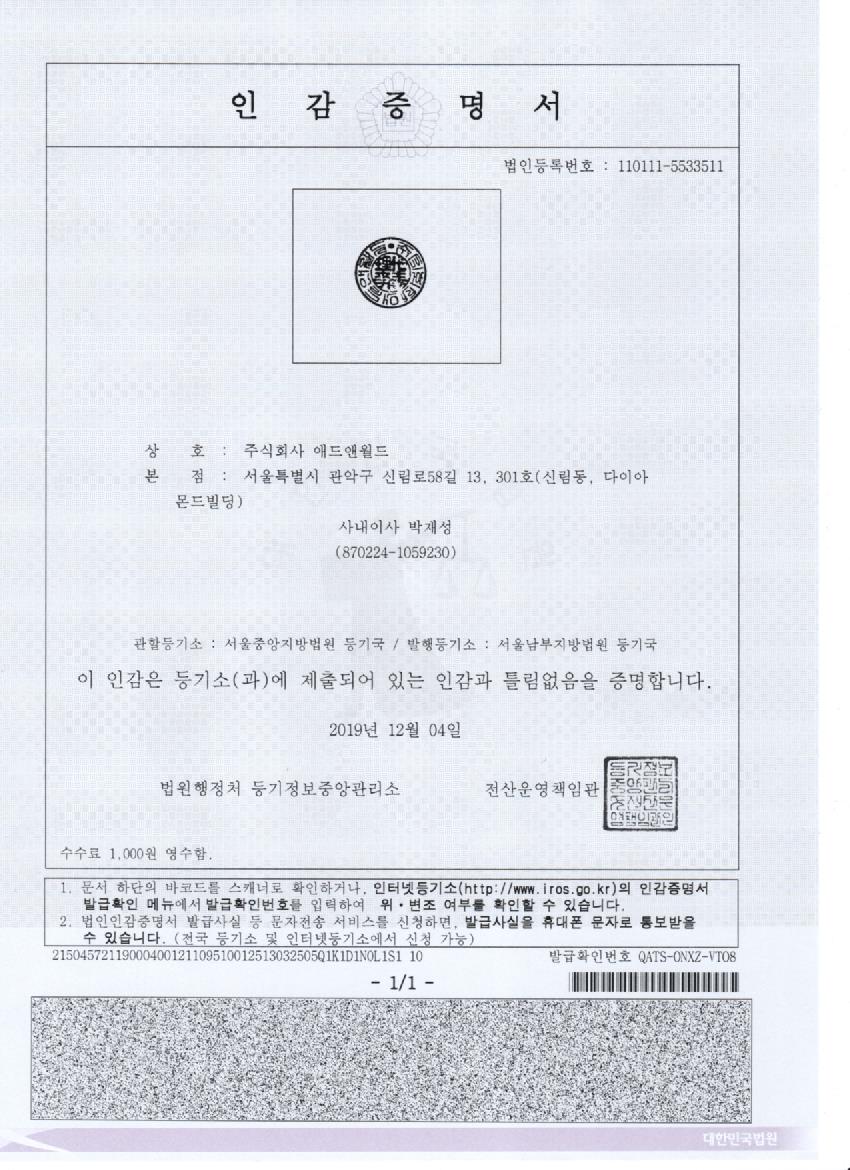 인 감 증 명 서
법인등록번호 : 110111-5533511
상 호 : 주식회사 애드앤월드
본 점 : 서울특별시 관악구 신림로58길 13, 301호(신림동, 다이아
몬드빌딩)
사내이사 박재성
(870224-1059230)
관할등기소 : 서울중앙지방법원 등기국 / 발행등기소 : 서울남부지방법원 등기국
이 인감은 등기소(과)에 제출되어 있는 인감과 틀림없음을 증명합니다.
2019년 12월 04일
법원행정처 등기정보중앙관리소 전산운영책임관
수수료 1,000원 영수함.
1. 문서 하단의 바코드를 스캐너로 확인하거나, 인터넷등기소(http://www.iros.go.kr)의 인감증명서
발급확인 메뉴에서 발급확인번호를 입력하여 위·변조 여부를 확인할 수 있습니다.
2. 법인인감증명서 발급사실 등 문자전송 서비스를 신청하면, 발급사실을 휴대폰 문자로 통보받을
수 있습니다. (전국 등기소 및 인터넷등기소에서 신청 가능)
21504572119000400121109510012513032505Q1K1D1N0L1S1 10 발급확인번호 QATS-ONXZ-VTO8
- 1/1 -
대한민국법원